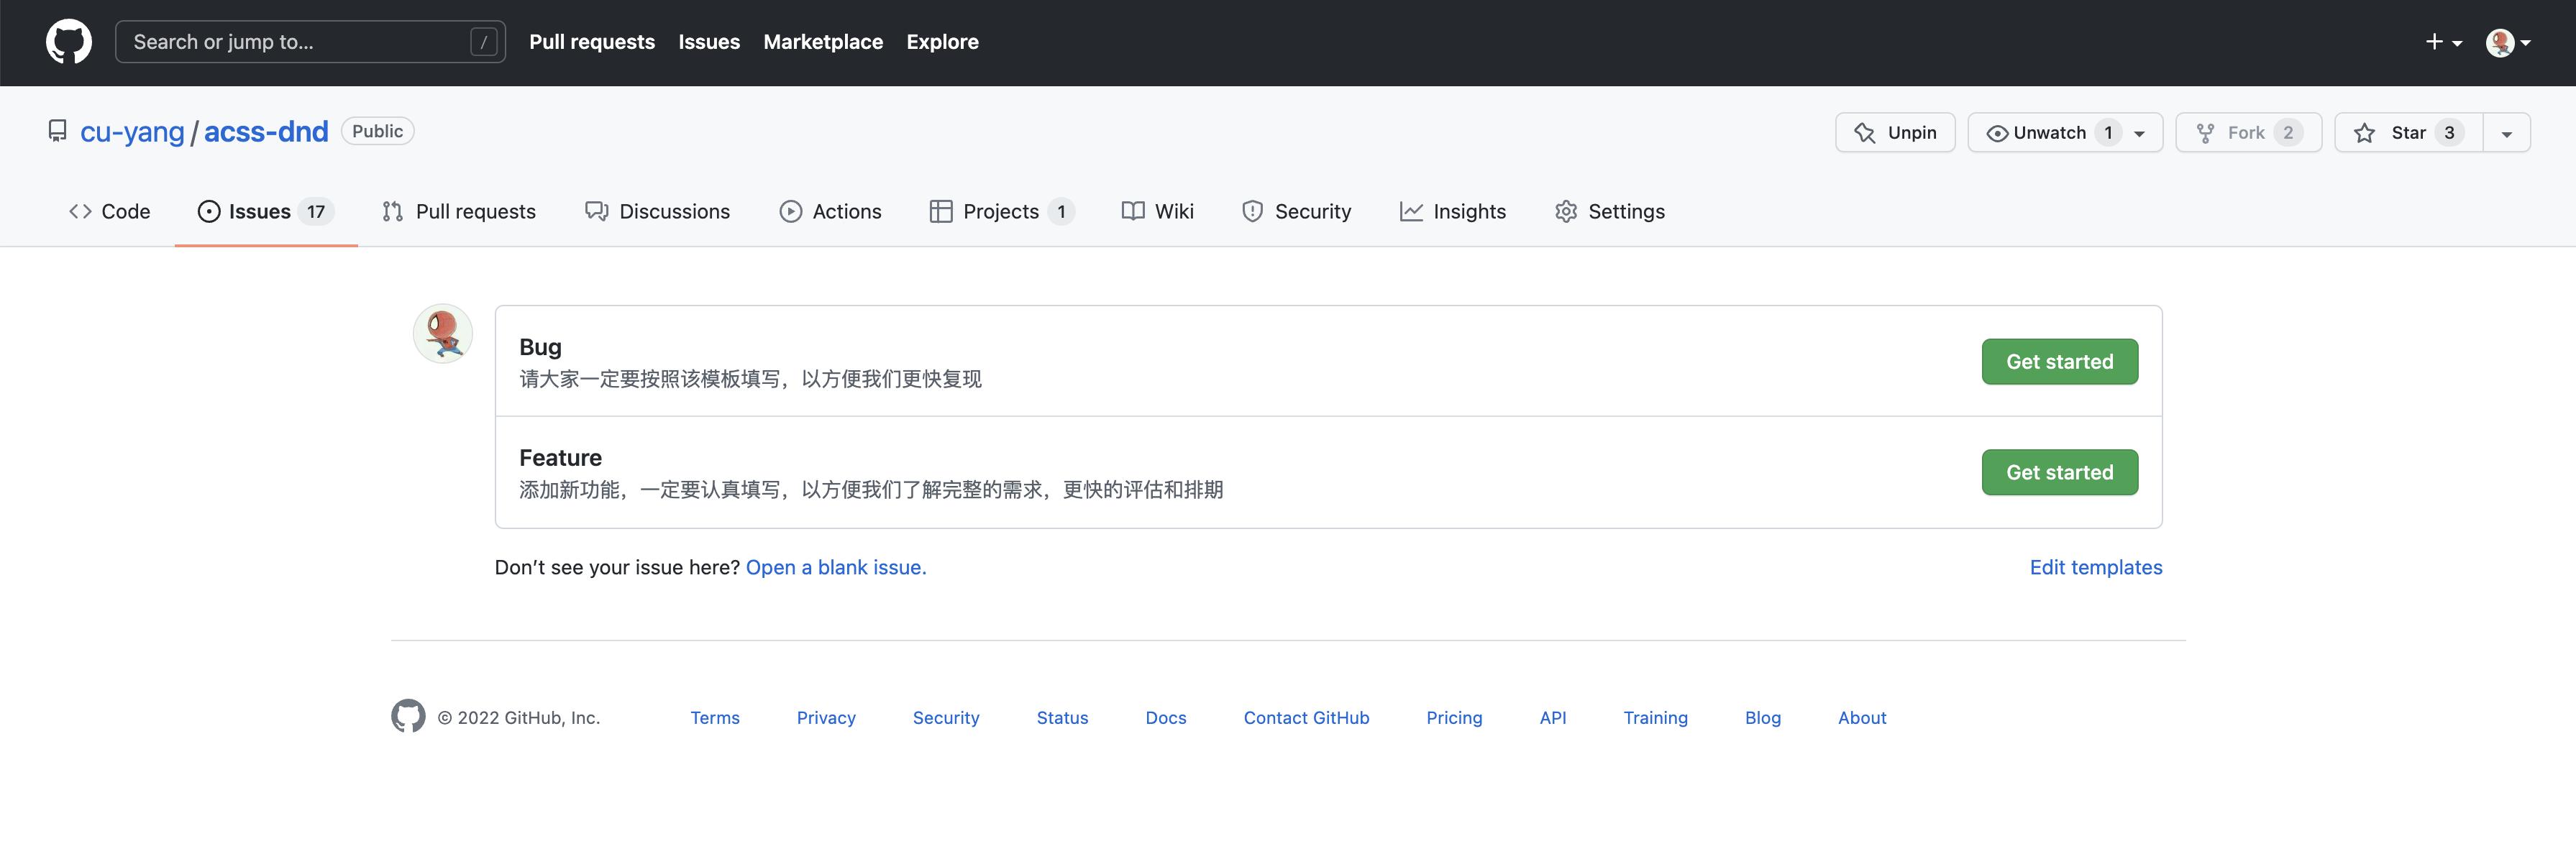 Search or jump to... / Pull requests Issues Marketplace Explore
cu-yang / acss-dnd Public Unpin Unwatch 1 Fork 2 Star 3
Code Issues 17 Pull requests Discussions Actions Projects 1 Wiki Security Insights Settings
Bug
请大家一定要按照该模板填写，以方便我们更快复现
Get started
Feature
添加新功能，一定要认真填写，以方便我们了解完整的需求，更快的评估和排期
Get started
Don’t see your issue here? Open a blank issue. Edit templates
© 2022 GitHub, Inc. Terms Privacy Security Status Docs Contact GitHub Pricing API Training Blog About